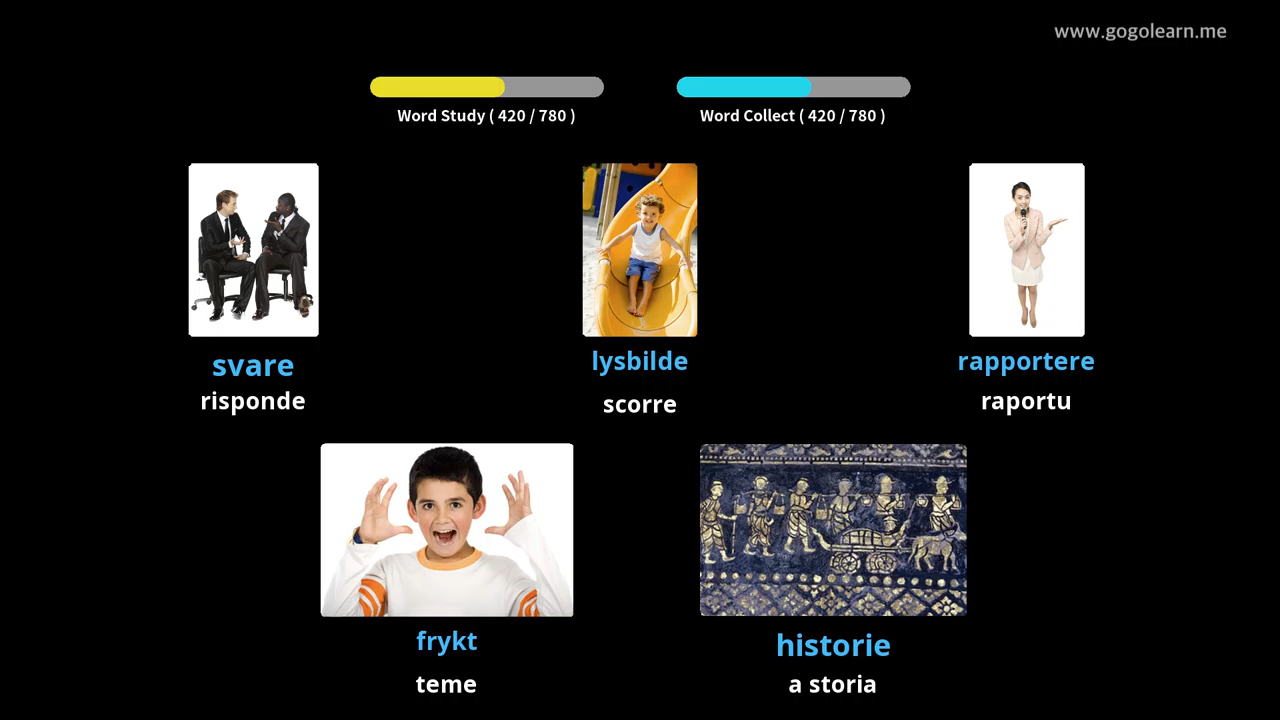 www.gogolearn.me
Word Study ( 420 / 780 )
Word Collect ( 420 / 780 )
svare
risponde
lysbilde
scorre
rapportere
raportu
frykt
teme
historie
a storia